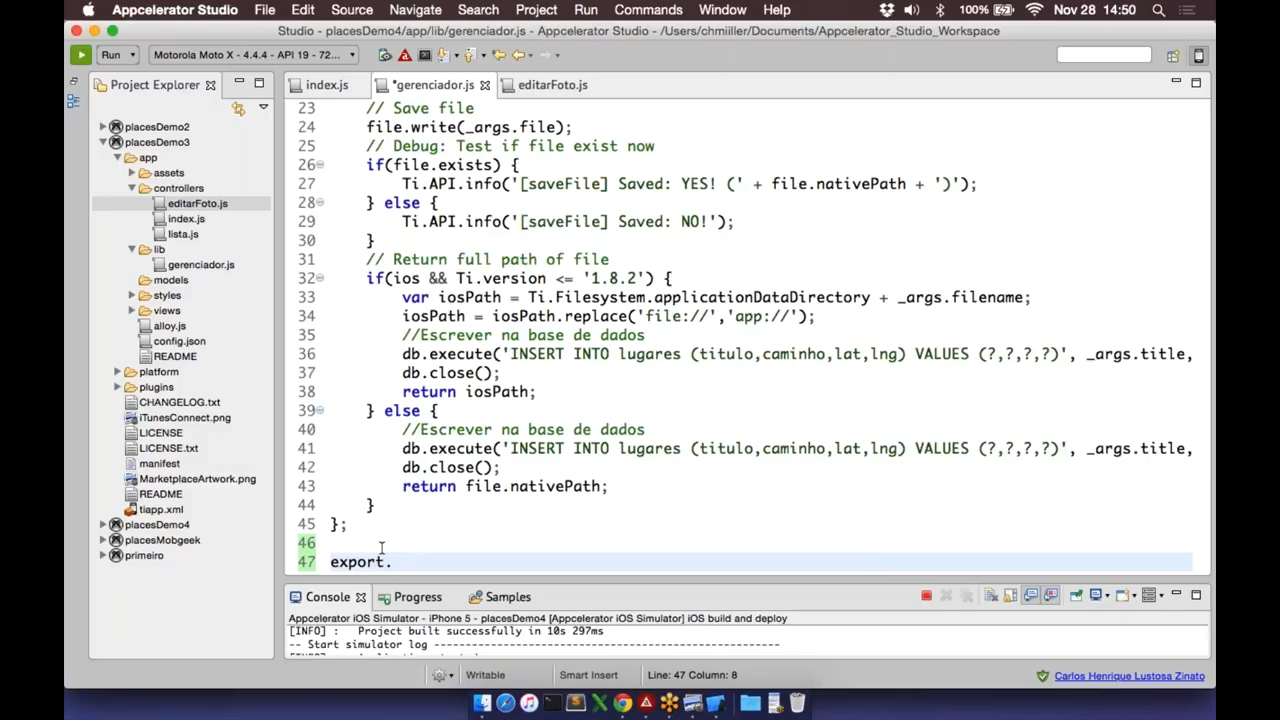 Appcelerator Studio File Edit Source Navigate Search Project Run Commands Window Help 100% Nov 28 14:50
Studio - placesDemo4/app/lib/gerenciador.js - Appcelerator Studio - /Users/chmiiller/Documents/Appcelerator_Studio_Workspace
Run Motorola Moto X - 4.4.4 - API 19 - 72...
Project Explorer
index.js *gerenciador.js editarFoto.js
placesDemo2
placesDemo3
app
assets
controllers
editarFoto.js
index.js
lista.js
lib
gerenciador.js
models
styles
views
alloy.js
config.json
README
platform
plugins
CHANGELOG.txt
iTunesConnect.png
LICENSE
LICENSE.txt
manifest
MarketplaceArtwork.png
README
tiapp.xml
placesDemo4
placesMobgeek
primeiro
23 // Save file
24 file.write(_args.file);
25 // Debug: Test if file exist now
26 if(file.exists) {
27 Ti.API.info('[saveFile] Saved: YES! (' + file.nativePath + ')');
28 } else {
29 Ti.API.info('[saveFile] Saved: NO!');
30 }
31 // Return full path of file
32 if(ios && Ti.version <= '1.8.2') {
33 var iosPath = Ti.Filesystem.applicationDataDirectory + _args.filename;
34 iosPath = iosPath.replace('file://','app://');
35 //Escrever na base de dados
36 db.execute('INSERT INTO lugares (titulo,caminho,lat,lng) VALUES (?,?,?,?)', _args.title,
37 db.close();
38 return iosPath;
39 } else {
40 //Escrever na base de dados
41 db.execute('INSERT INTO lugares (titulo,caminho,lat,lng) VALUES (?,?,?,?)', _args.title,
42 db.close();
43 return file.nativePath;
44 }
45 };
46
47 export.
Console Progress Samples
Appcelerator iOS Simulator - iPhone 5 - placesDemo4 [Appcelerator iOS Simulator] iOS build and deploy
[INFO] : Project built successfully in 10s 297ms
-- Start simulator log
Writable Smart Insert Line: 47 Column: 8 Carlos Henrique Lustosa Zinato